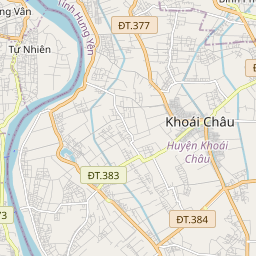 ng Vân
Tỉnh Hưng Yên
ĐT.377
Tự Nhiên
Khoái Châu
Huyện Khoái
Châu
ĐT.383
ĐT.384
73